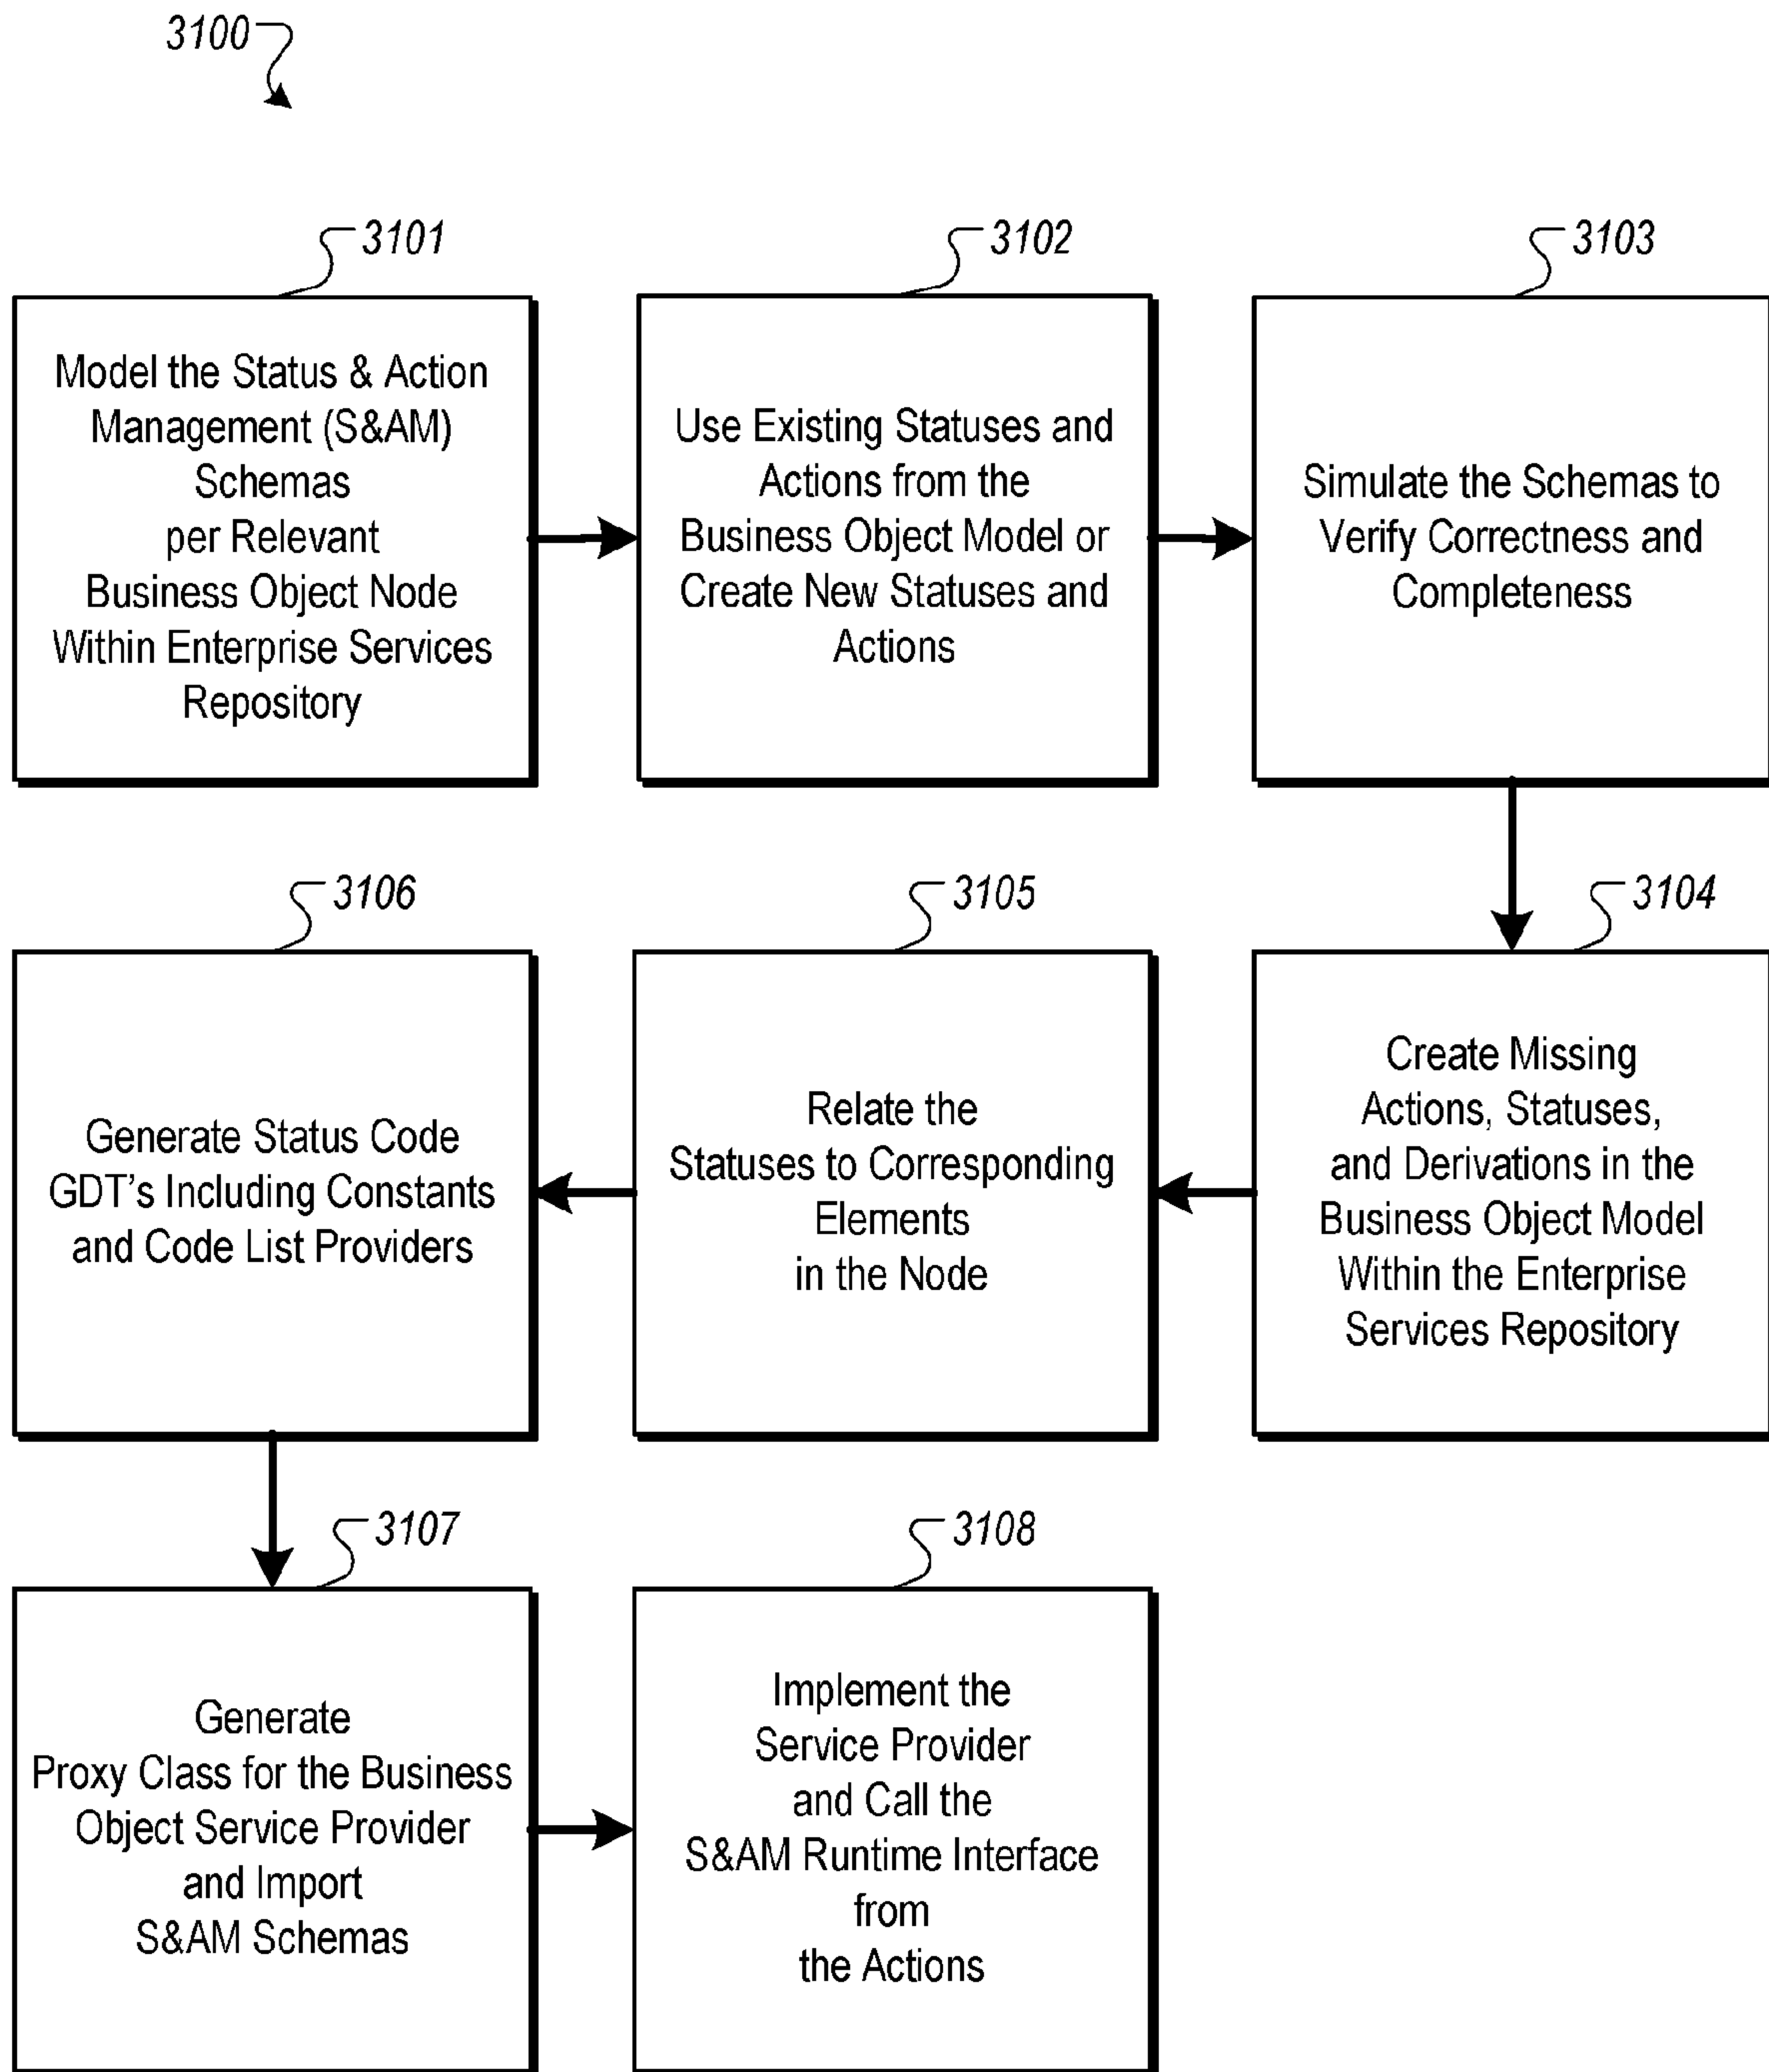 3100
3101
Model the Status & Action
Management (S&AM)
Schemas
per Relevant
Business Object Node
Within Enterprise Services
Repository
3102
Use Existing Statuses and
Actions from the
Business Object Model or
Create New Statuses and
Actions
3103
Simulate the Schemas to
Verify Correctness and
Completeness
3104
Create Missing
Actions, Statuses,
and Derivations in the
Business Object Model
Within the Enterprise
Services Repository
3105
Relate the
Statuses to Corresponding
Elements
in the Node
3106
Generate Status Code
GDT's Including Constants
and Code List Providers
3107
Generate
Proxy Class for the Business
Object Service Provider
and Import
S&AM Schemas
3108
Implement the
Service Provider
and Call the
S&AM Runtime Interface
from
the Actions